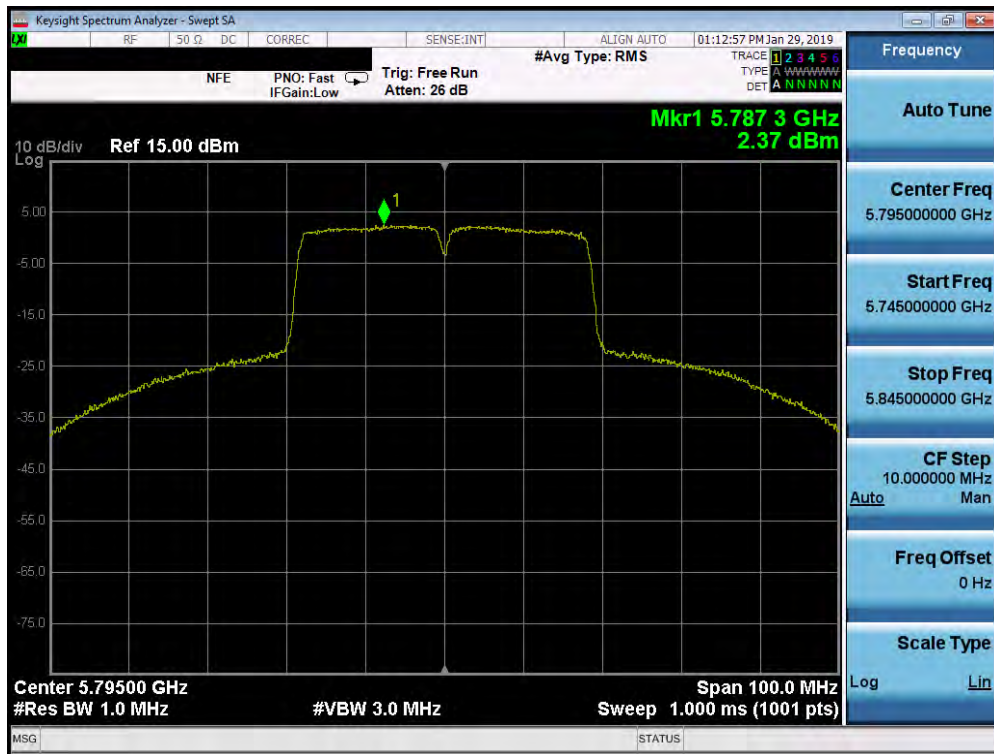 Keysight Spectrum Analyzer - Swept SA
LXI RF 50 Ω DC CORREC SENSE:INT ALIGN AUTO 01:12:57 PM Jan 29, 2019
#Avg Type: RMS
TRACE 1 2 3 4 5 6
TYPE A WWWWWW
DET A N N N N N
NFE PNO: Fast Trig: Free Run
IFGain:Low Atten: 26 dB
Mkr1 5.787 3 GHz
2.37 dBm
10 dB/div Ref 15.00 dBm
Log
1
5.00
-5.00
-15.0
-25.0
-35.0
-45.0
-55.0
-65.0
-75.0
Center 5.79500 GHz Span 100.0 MHz
#Res BW 1.0 MHz #VBW 3.0 MHz Sweep 1.000 ms (1001 pts)
MSG STATUS
Frequency
Auto Tune
Center Freq
5.795000000 GHz
Start Freq
5.745000000 GHz
Stop Freq
5.845000000 GHz
CF Step
10.000000 MHz
Auto Man
Freq Offset
0 Hz
Scale Type
Log Lin